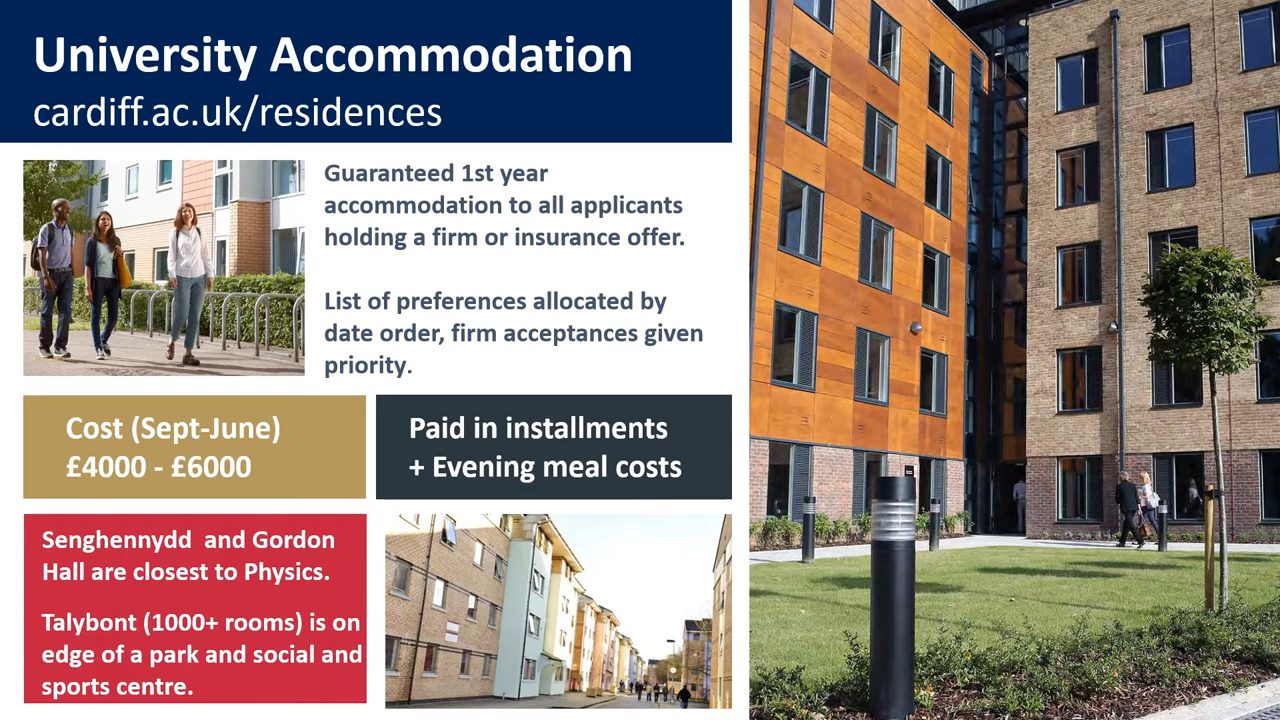 University Accommodation
cardiff.ac.uk/residences
Guaranteed 1st year
accommodation to all applicants
holding a firm or insurance offer.
List of preferences allocated by
date order, firm acceptances given
priority.
Cost (Sept-June)
£4000 - £6000
Paid in installments
+ Evening meal costs
Senghennydd  and Gordon
Hall are closest to Physics.
Talybont (1000+ rooms) is on
edge of a park and social and
sports centre.